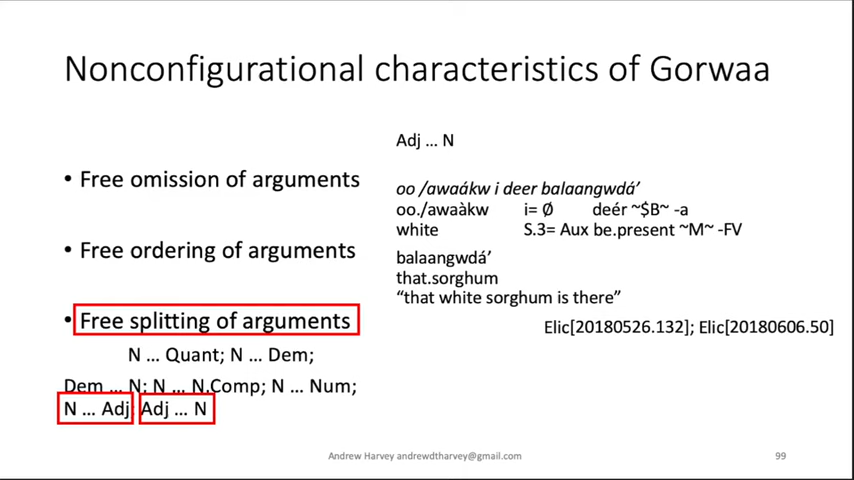 Nonconfigurational characteristics of Gorwaa
• Free omission of arguments
• Free ordering of arguments
• Free splitting of arguments
N … Quant; N … Dem;
Dem … N; N … N.Comp; N … Num;
N … Adj; Adj … N
Adj … N
oo /awaákw i deer balaangwdá’
oo./awaàkw i= Ø deér ~$B~ -a
white S.3= Aux be.present ~M~ -FV
balaangwdá’
that.sorghum
“that white sorghum is there”
Elic[20180526.132]; Elic[20180606.50]
Andrew Harvey andrewdtharvey@gmail.com 99